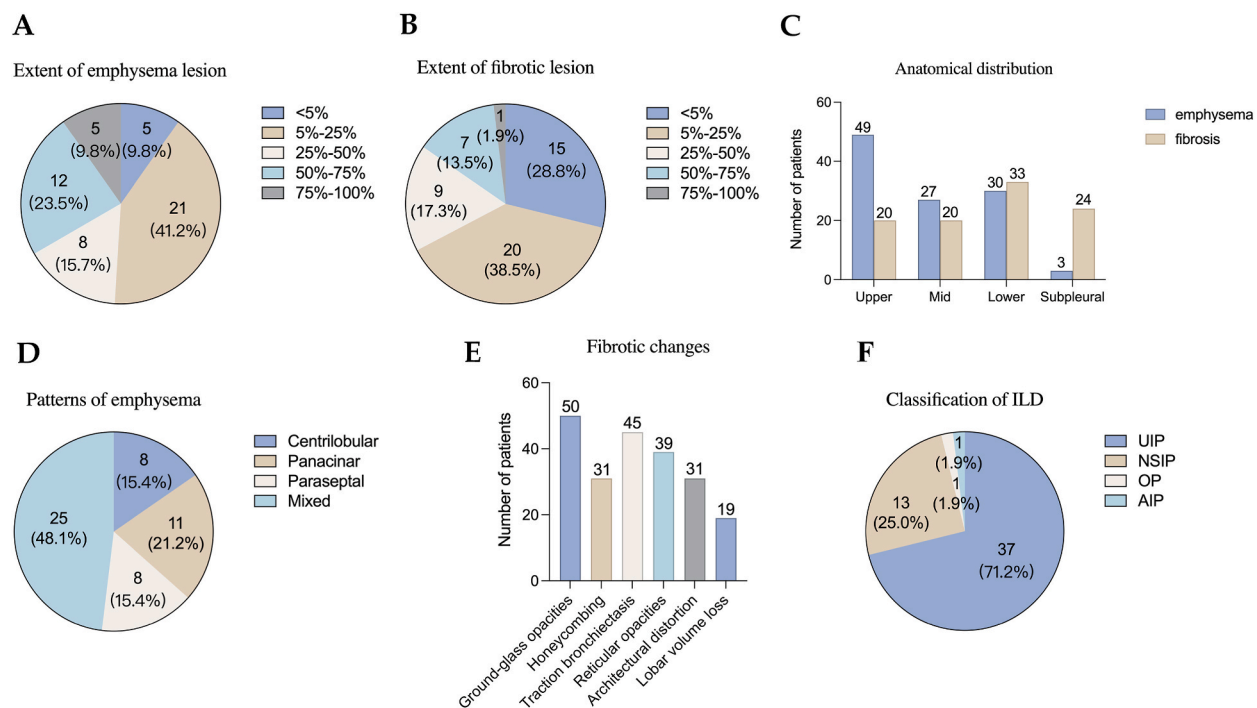 A
Extent of emphysema lesion
5
(9.8%)
5
(9.8%)
12
(23.5%)
21
(41.2%)
8
(15.7%)
<5%
5%-25%
25%-50%
50%-75%
75%-100%
B
Extent of fibrotic lesion
1
(1.9%)
7
(13.5%)
15
(28.8%)
9
(17.3%)
20
(38.5%)
<5%
5%-25%
25%-50%
50%-75%
75%-100%
C
Anatomical distribution
Number of patients
60
40
20
0
49
20
27
20
30
33
3
24
Upper
Mid
Lower
Subpleural
emphysema
fibrosis
D
Patterns of emphysema
8
(15.4%)
25
(48.1%)
11
(21.2%)
8
(15.4%)
Centrilobular
Panacinar
Paraseptal
Mixed
E
Fibrotic changes
Number of patients
60
40
20
0
50
31
45
39
31
19
Ground-glass opacities
Honeycombing
Traction bronchiectasis
Reticular opacities
Architectural distortion
Lobar volume loss
F
Classification of ILD
1
(1.9%)
1
(1.9%)
13
(25.0%)
37
(71.2%)
UIP
NSIP
OP
AIP